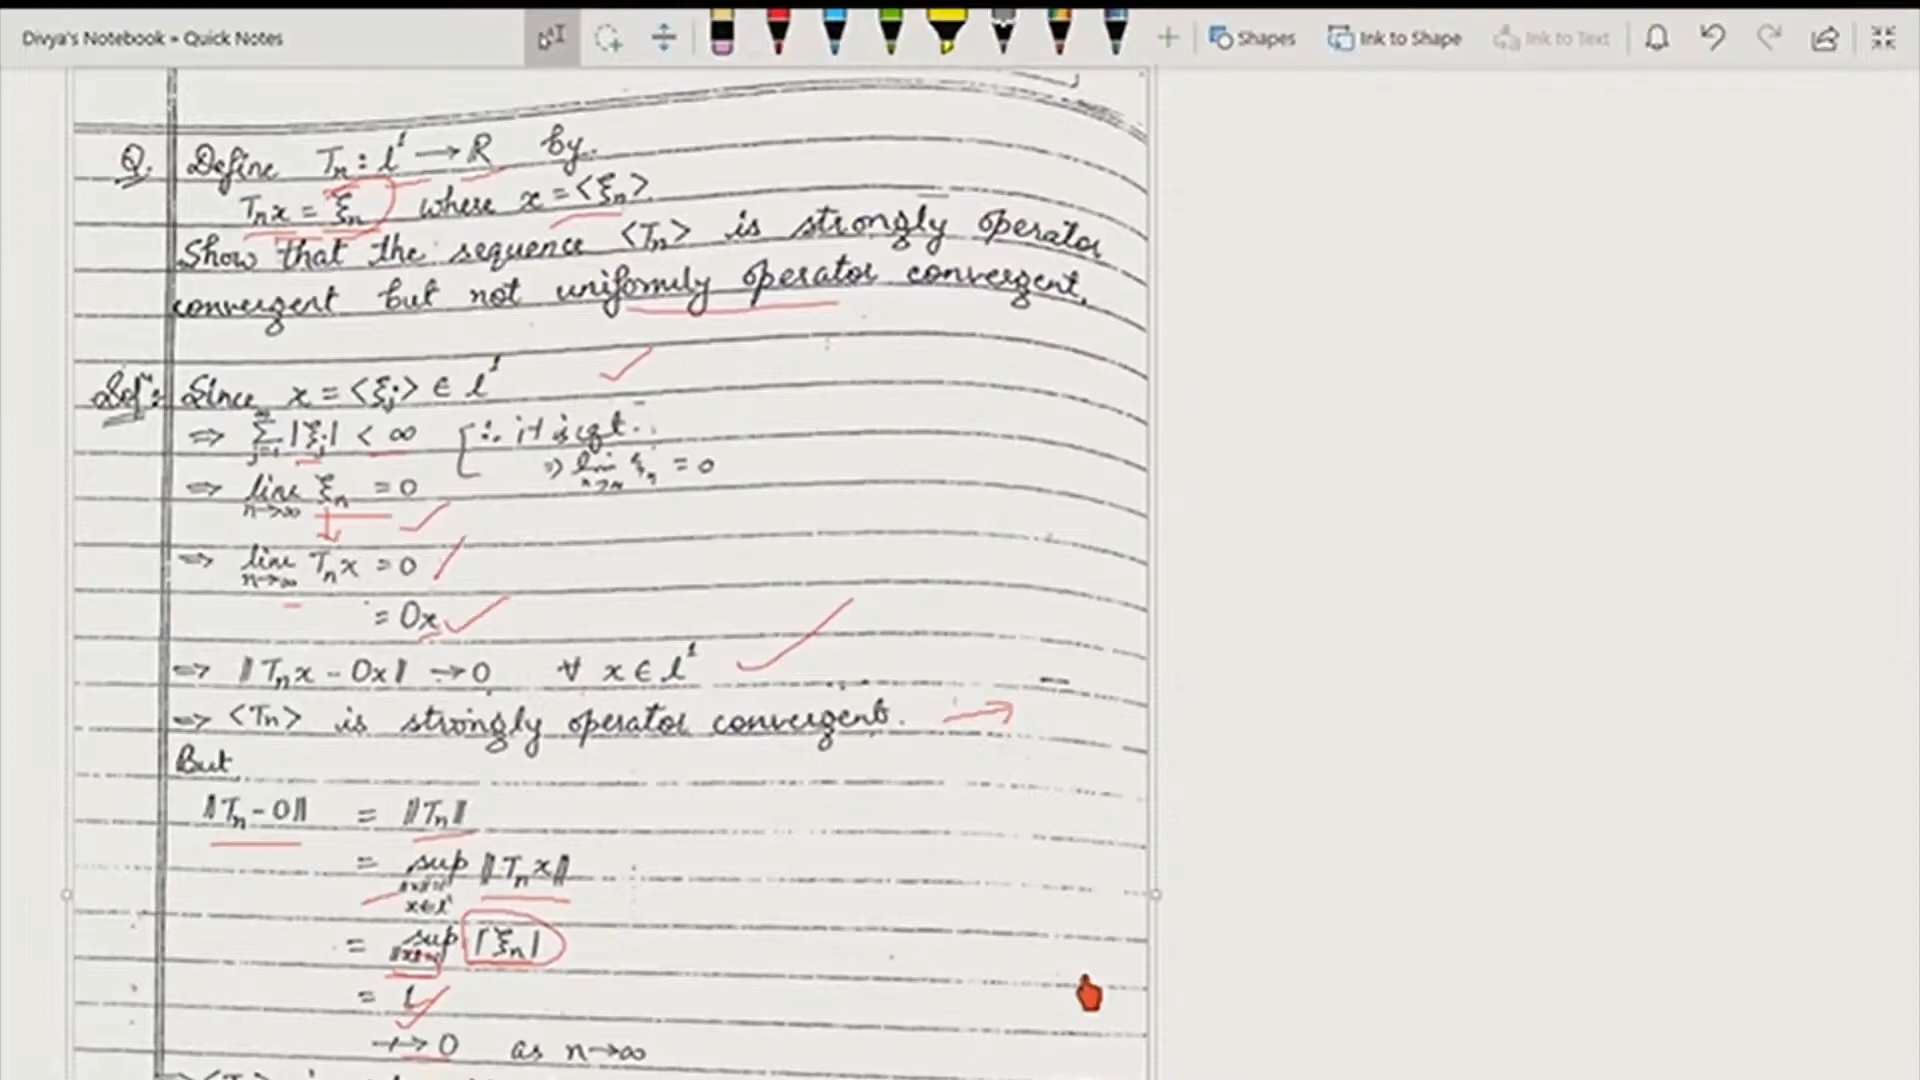 Divya's Notebook » Quick Notes
Shapes
Ink to Shape
Ink to Text
Q. Define Tₙ : l¹ → R by.
Tₙx = ξₙ where x = <ξₙ>.
Show that the sequence <Tₙ> is strongly operator
convergent but not uniformly operator convergent.
Solⁿ: Since x = <ξⱼ> ∈ l¹
⇒ ∑ |ξⱼ| < ∞ [∴ it is cgt.
⇒ lim ξₙ = 0
⇒ lim ξₙ = 0
n→∞
⇒ lim Tₙx = 0
n→∞
= 0x
⇒ ‖Tₙx - 0x‖ → 0 ∀ x ∈ l¹
⇒ <Tₙ> is strongly operator convergent.
But
‖Tₙ - 0‖ = ‖Tₙ‖
= sup ‖Tₙx‖
x∈l¹
= sup |ξₙ|
= 1
↛ 0 as n→∞